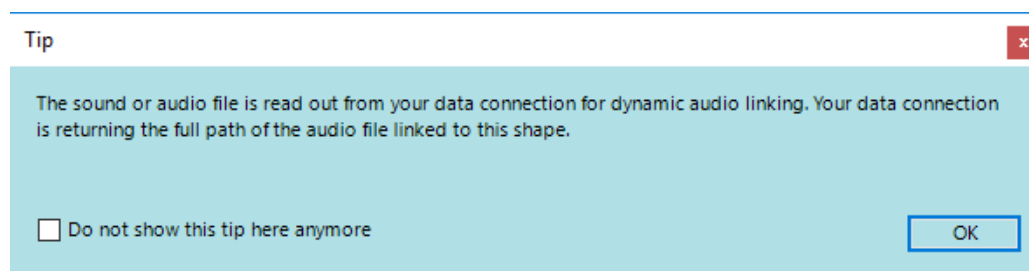 Tip
x
The sound or audio file is read out from your data connection for dynamic audio linking. Your data connection
is returning the full path of the audio file linked to this shape.
Do not show this tip here anymore
OK